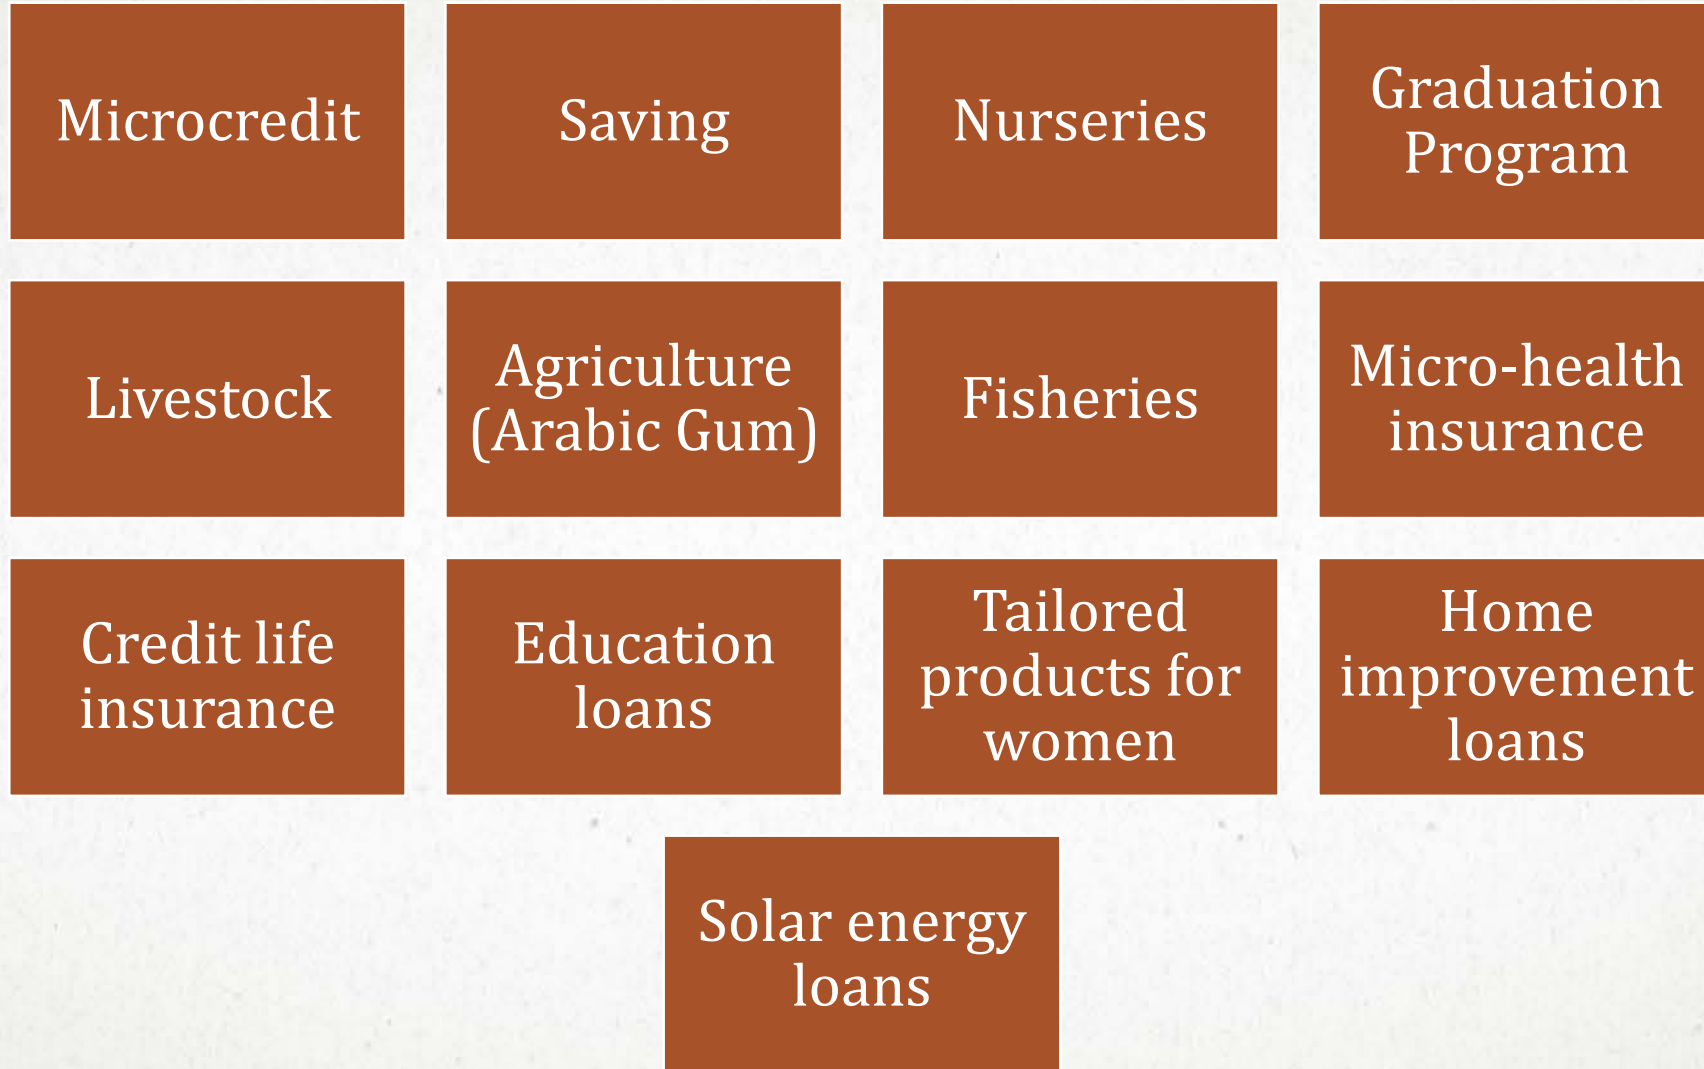 Microcredit
Saving
Nurseries
Graduation
Program
Livestock
Agriculture
(Arabic Gum)
Fisheries
Micro-health
insurance
Credit life
insurance
Education
loans
Tailored
products for
women
Home
improvement
loans
Solar energy
loans